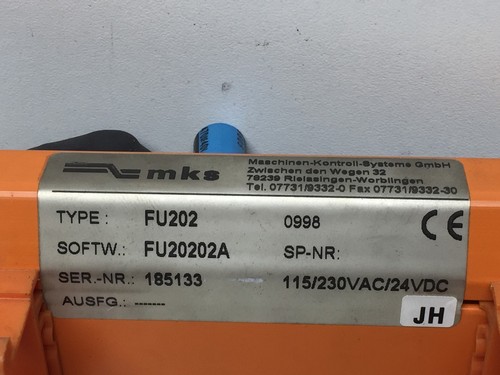 mks
Maschinen-Kontroll-Systeme GmbH
Zwischen den Wegen 32
78239 Rielasingen-Worblingen
Tel. 07731/9332-0 Fax 07731/9332-30
TYPE : FU202 0998 CE
SOFTW.: FU20202A SP-NR:
SER.-NR.: 185133 115/230VAC/24VDC
AUSFG.: -------
JH